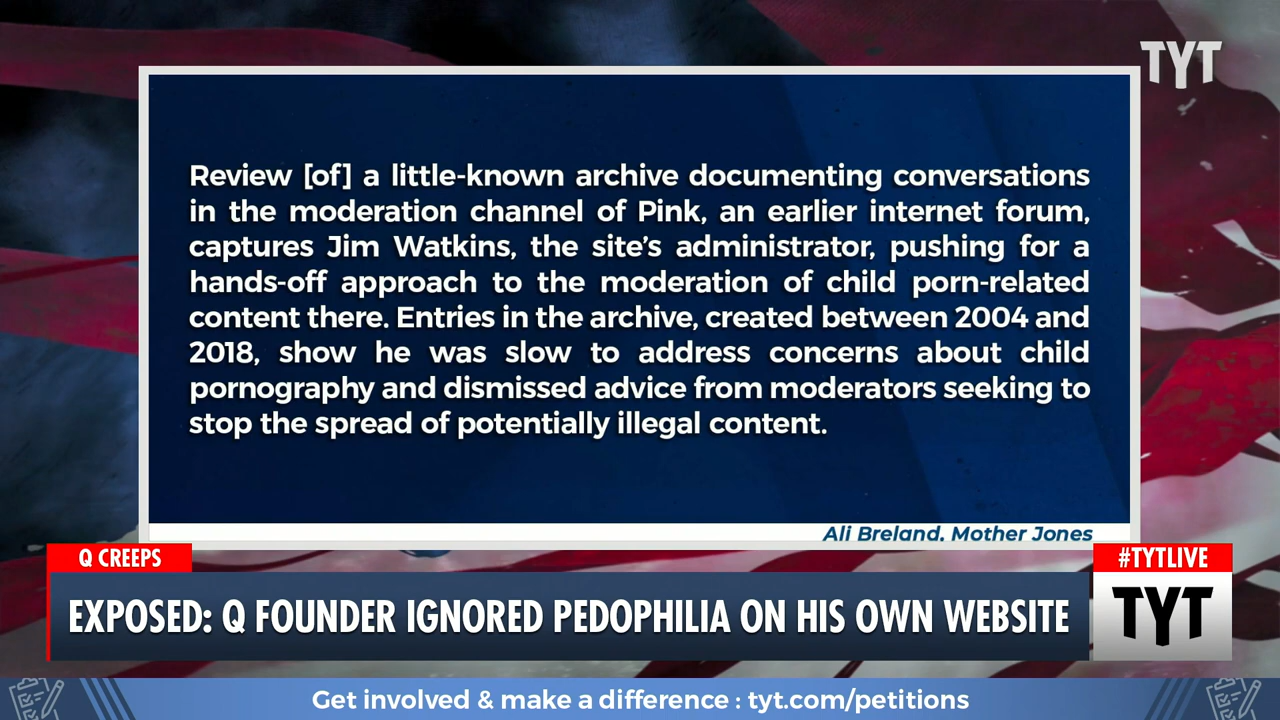 TYT
Review [of] a little-known archive documenting conversations
in the moderation channel of Pink, an earlier internet forum,
captures Jim Watkins, the site's administrator, pushing for a
hands-off approach to the moderation of child porn-related
content there. Entries in the archive, created between 2004 and
2018, show he was slow to address concerns about child
pornography and dismissed advice from moderators seeking to
stop the spread of potentially illegal content.
Ali Breland, Mother Jones
Q CREEPS
#TYTLIVE
EXPOSED: Q FOUNDER IGNORED PEDOPHILIA ON HIS OWN WEBSITE
TYT
Get involved & make a difference : tyt.com/petitions